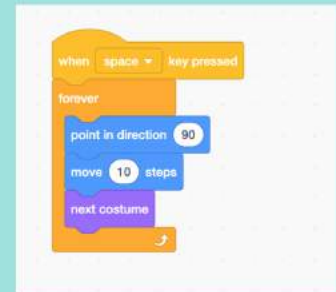 when space key pressed
forever
point in direction 90
move 10 steps
next costume